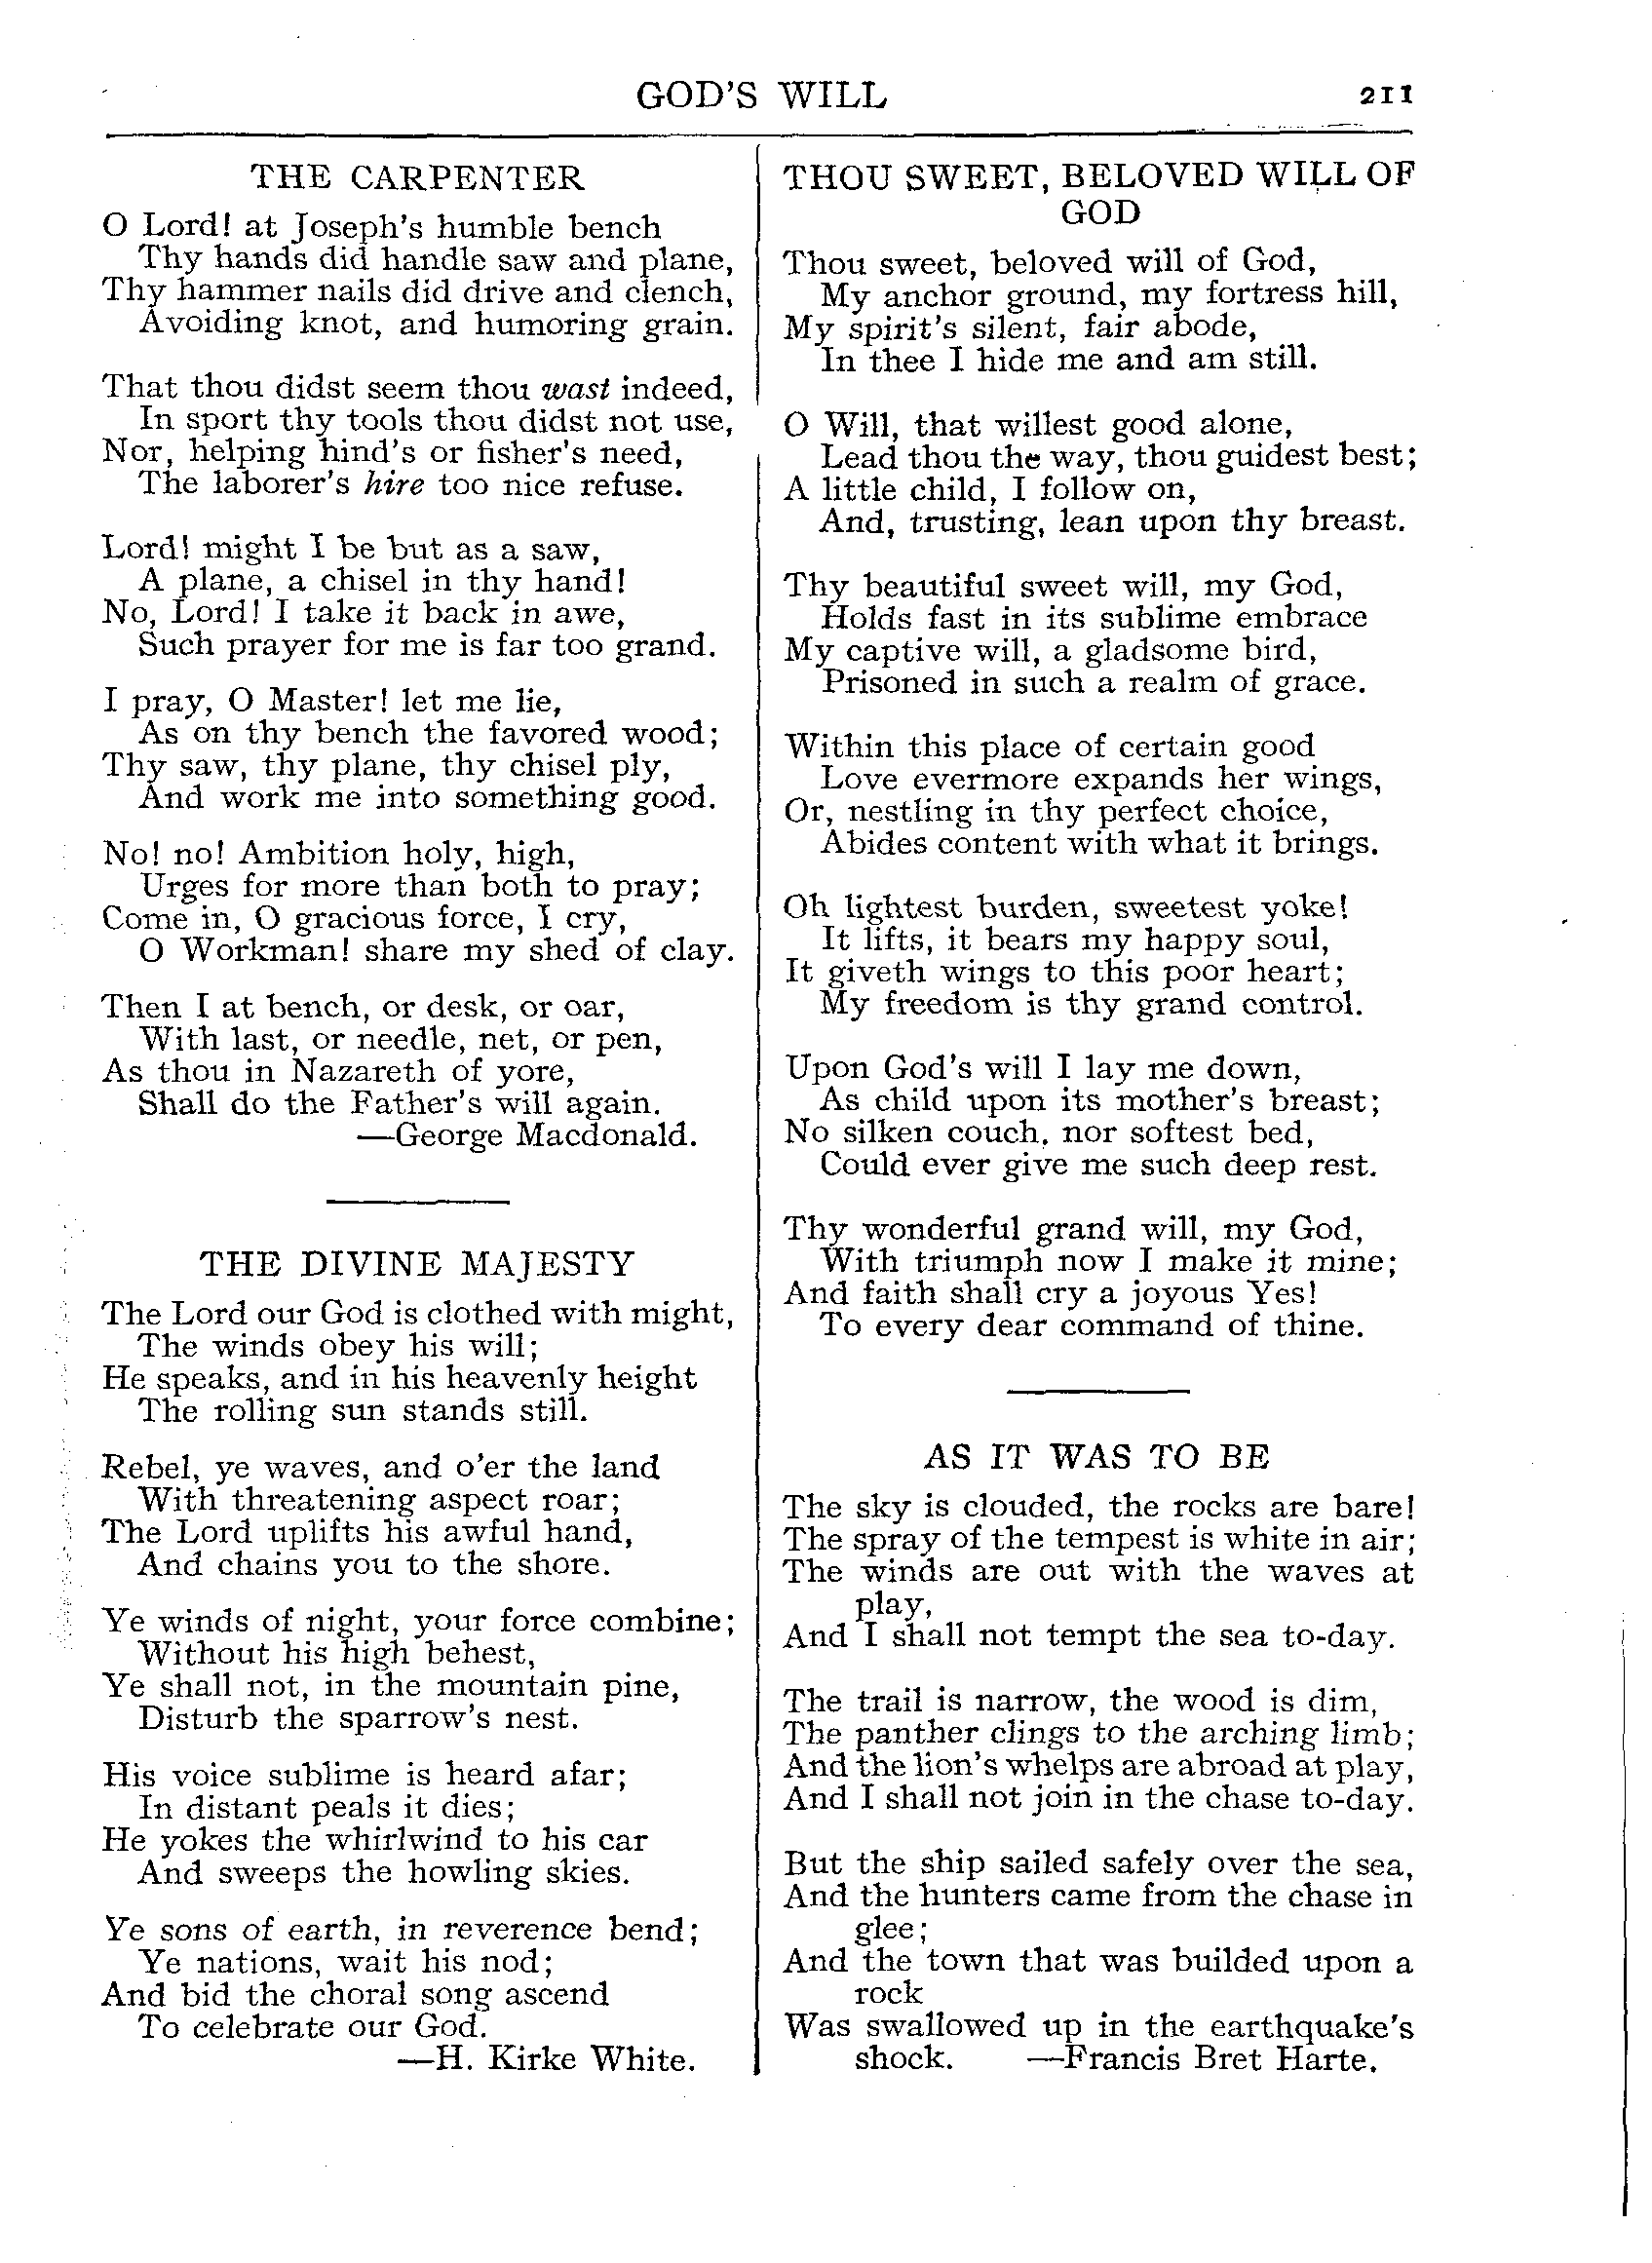 GOD'S WILL 211
THE CARPENTER
O Lord! at Joseph's humble bench
Thy hands did handle saw and plane,
Thy hammer nails did drive and clench,
Avoiding knot, and humoring grain.
That thou didst seem thou wast indeed,
In sport thy tools thou didst not use,
Nor, helping hind's or fisher's need,
The laborer's hire too nice refuse.
Lord! might I be but as a saw,
A plane, a chisel in thy hand!
No, Lord! I take it back in awe,
Such prayer for me is far too grand.
I pray, O Master! let me lie,
As on thy bench the favored wood;
Thy saw, thy plane, thy chisel ply,
And work me into something good.
No! no! Ambition holy, high,
Urges for more than both to pray;
Come in, O gracious force, I cry,
O Workman! share my shed of clay.
Then I at bench, or desk, or oar,
With last, or needle, net, or pen,
As thou in Nazareth of yore,
Shall do the Father's will again.
—George Macdonald.
THE DIVINE MAJESTY
The Lord our God is clothed with might,
The winds obey his will;
He speaks, and in his heavenly height
The rolling sun stands still.
Rebel, ye waves, and o'er the land
With threatening aspect roar;
The Lord uplifts his awful hand,
And chains you to the shore.
Ye winds of night, your force combine;
Without his high behest,
Ye shall not, in the mountain pine,
Disturb the sparrow's nest.
His voice sublime is heard afar;
In distant peals it dies;
He yokes the whirlwind to his car
And sweeps the howling skies.
Ye sons of earth, in reverence bend;
Ye nations, wait his nod;
And bid the choral song ascend
To celebrate our God.
—H. Kirke White.
THOU SWEET, BELOVED WILL OF
GOD
Thou sweet, beloved will of God,
My anchor ground, my fortress hill,
My spirit's silent, fair abode,
In thee I hide me and am still.
O Will, that willest good alone,
Lead thou the way, thou guidest best;
A little child, I follow on,
And, trusting, lean upon thy breast.
Thy beautiful sweet will, my God,
Holds fast in its sublime embrace
My captive will, a gladsome bird,
Prisoned in such a realm of grace.
Within this place of certain good
Love evermore expands her wings,
Or, nestling in thy perfect choice,
Abides content with what it brings.
Oh lightest burden, sweetest yoke!
It lifts, it bears my happy soul,
It giveth wings to this poor heart;
My freedom is thy grand control.
Upon God's will I lay me down,
As child upon its mother's breast;
No silken couch, nor softest bed,
Could ever give me such deep rest.
Thy wonderful grand will, my God,
With triumph now I make it mine;
And faith shall cry a joyous Yes!
To every dear command of thine.
AS IT WAS TO BE
The sky is clouded, the rocks are bare!
The spray of the tempest is white in air;
The winds are out with the waves at
play,
And I shall not tempt the sea to-day.
The trail is narrow, the wood is dim,
The panther clings to the arching limb;
And the lion's whelps are abroad at play,
And I shall not join in the chase to-day.
But the ship sailed safely over the sea,
And the hunters came from the chase in
glee;
And the town that was builded upon a
rock
Was swallowed up in the earthquake's
shock. —Francis Bret Harte.